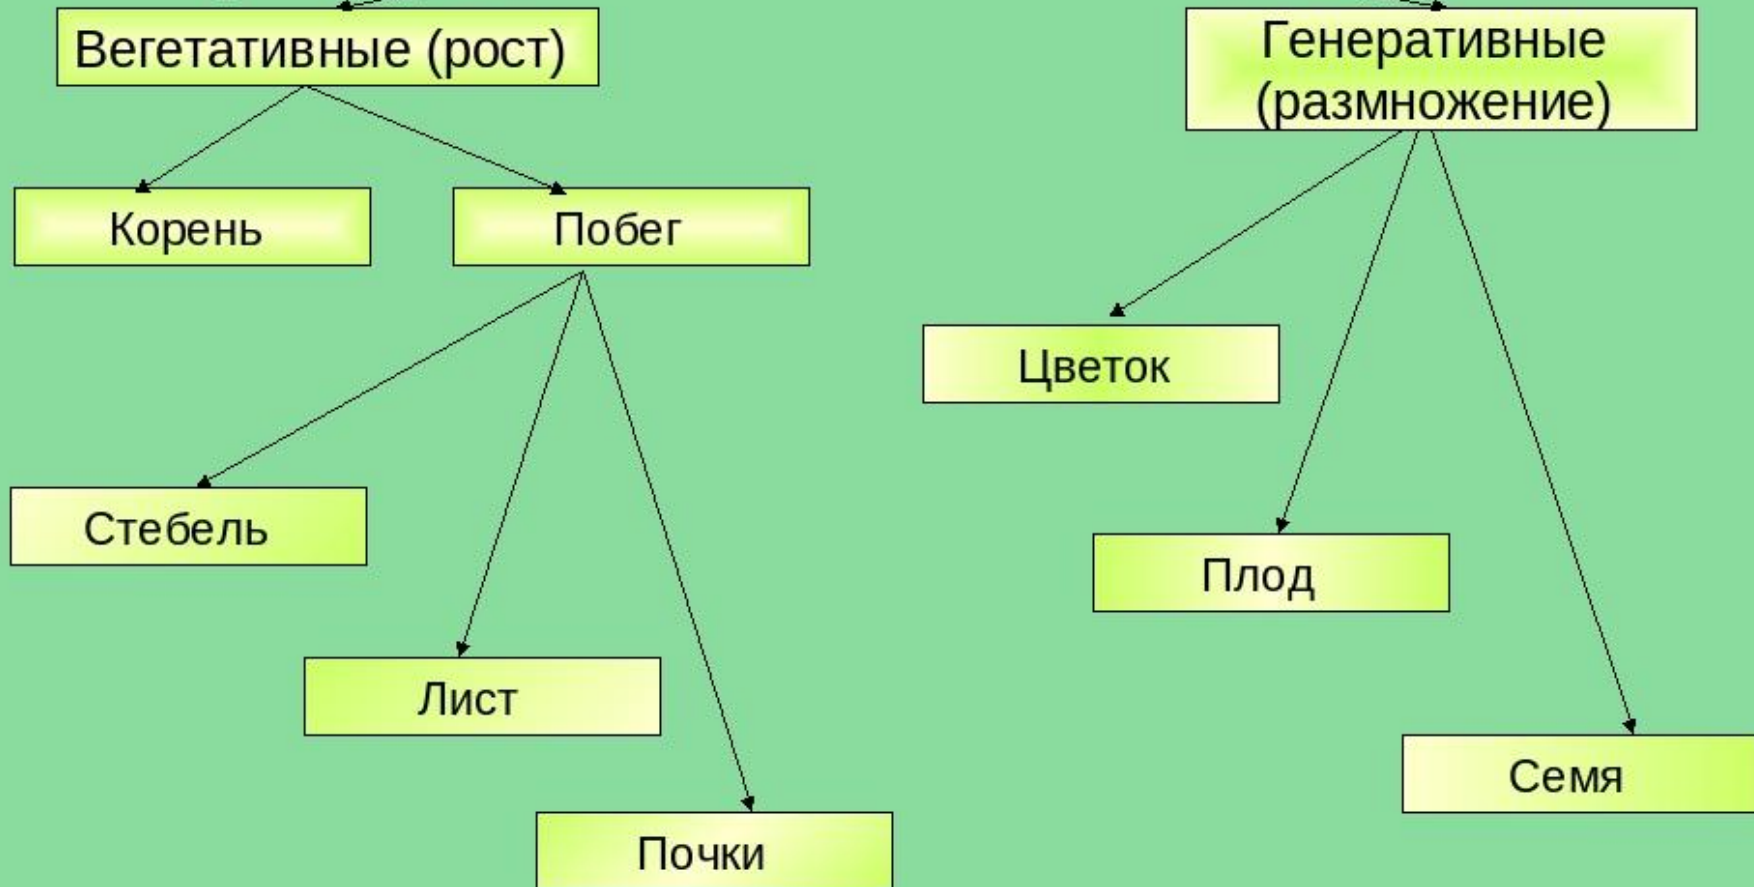 Вегетативные (рост)
Генеративные
(размножение)
Корень
Побег
Цветок
Стебель
Плод
Лист
Семя
Почки